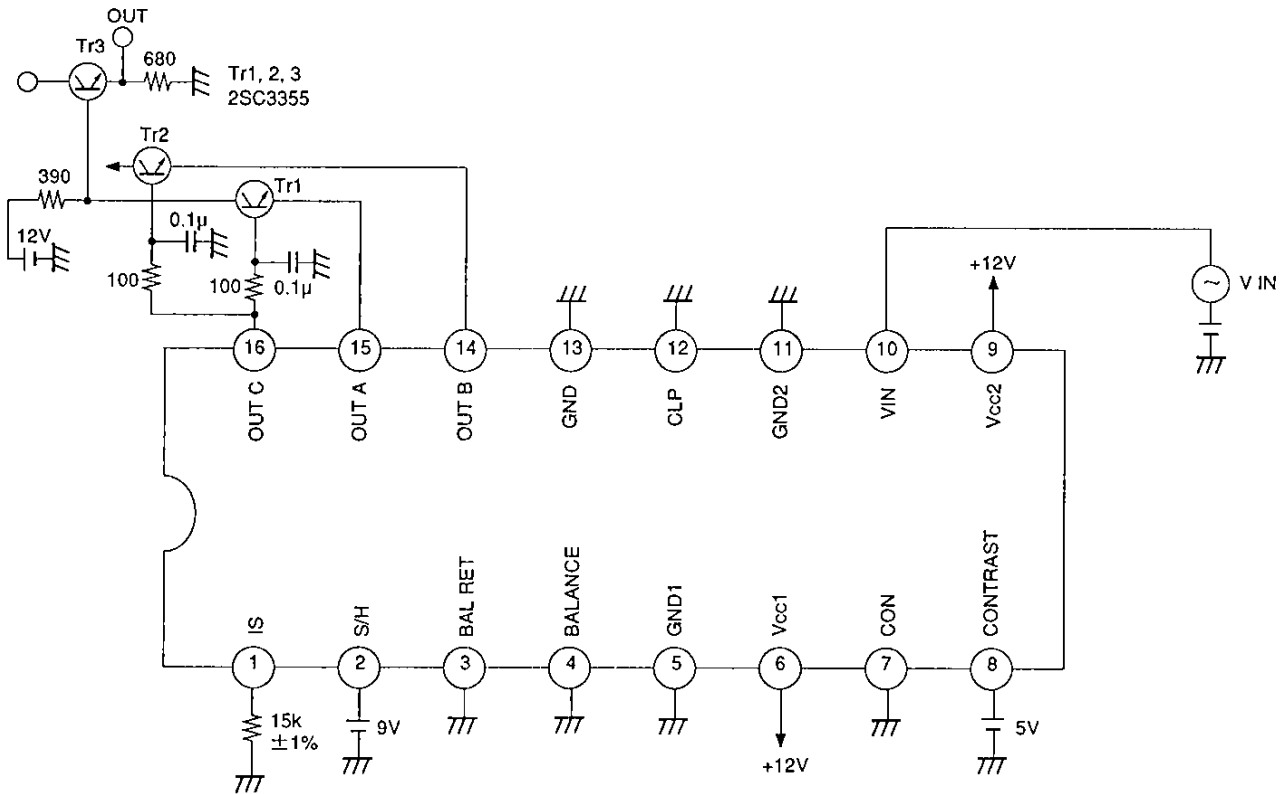 OUT
Tr3
680
Tr1, 2, 3
2SC3355
Tr2
390
Tr1
0.1μ
12V
100
100
0.1μ
+12V
~
V IN
16
15
14
13
12
11
10
9
OUT C
OUT A
OUT B
GND
CLP
GND2
VIN
Vcc2
IS
S/H
BAL RET
BALANCE
GND1
Vcc1
CON
CONTRAST
1
2
3
4
5
6
7
8
15k
±1%
9V
+12V
5V